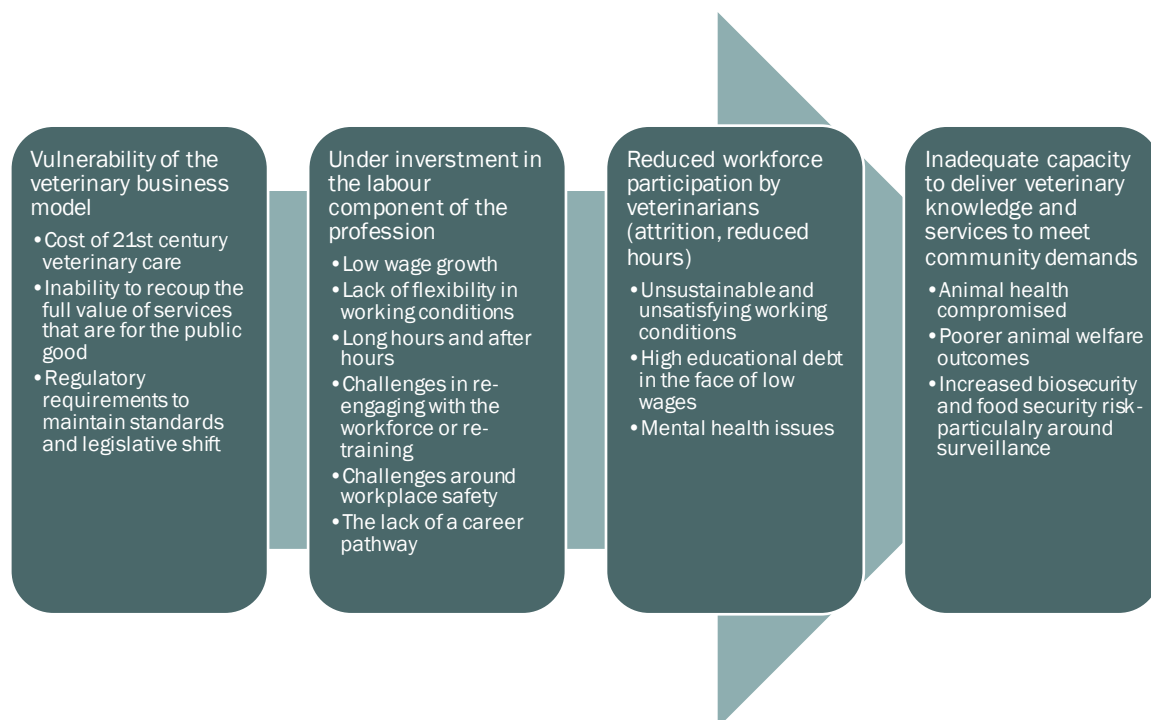 Vulnerability of the
veterinary business
model
•Cost of 21st century
veterinary care
•Inability to recoup the
full value of services
that are for the public
good
•Regulatory
requirements to
maintain standards
and legislative shift
Under inverstment in
the labour
component of the
profession
•Low wage growth
•Lack of flexibility in
working conditions
•Long hours and after
hours
•Challenges in re-
engaging with the
workforce or re-
training
•Challenges around
workplace safety
•The lack of a career
pathway
Reduced workforce
participation by
veterinarians
(attrition, reduced
hours)
•Unsustainable and
unsatisfying working
conditions
•High educational debt
in the face of low
wages
•Mental health issues
Inadequate capacity
to deliver veterinary
knowledge and
services to meet
community demands
•Animal health
compromised
•Poorer animal welfare
outcomes
•Increased biosecurity
and food security risk-
particulalry around
surveillance